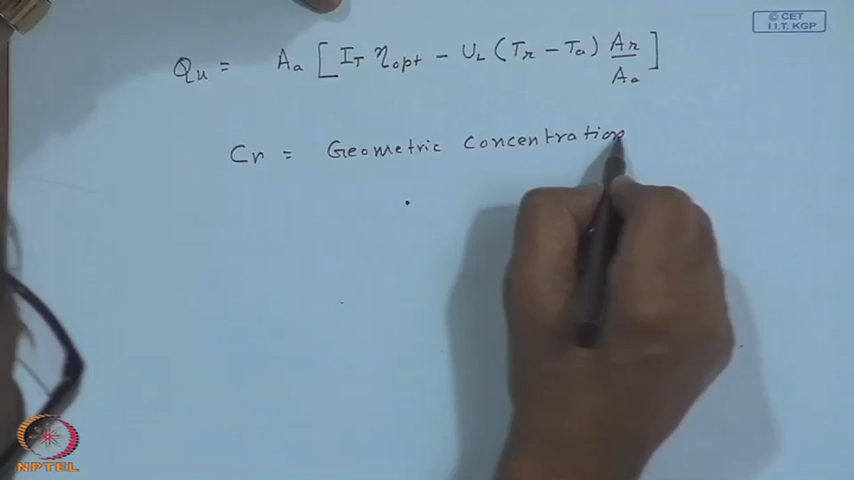 © CET
I.I.T. KGP
Qu = Aa [ IT ηopt - UL (Tr - Ta) Ar/Aa ]
Cr = Geometric Concentration
NPTEL